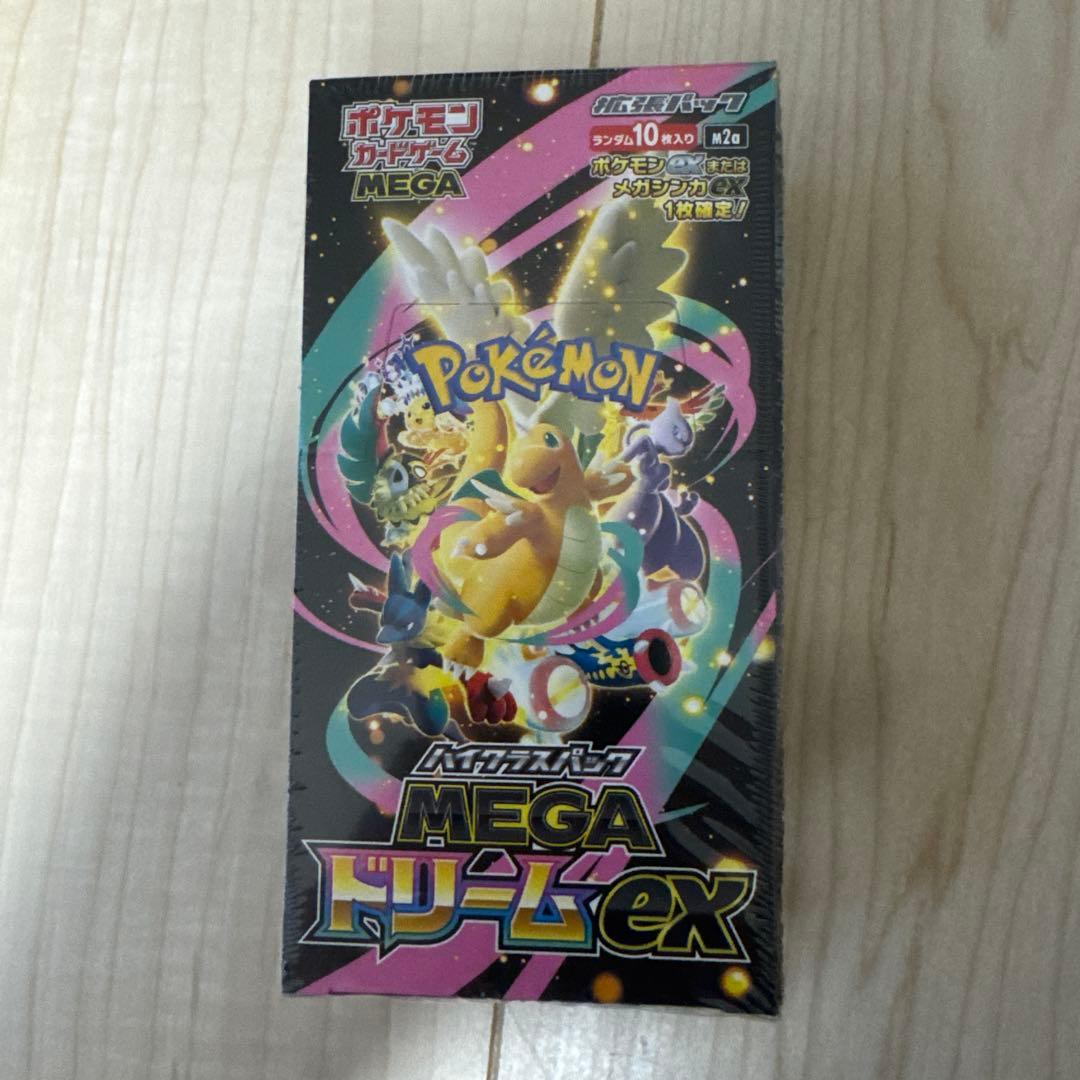 ポケモン
カードゲーム
MEGA
拡張パック
ランダム10枚入り M2a
ポケモンexまたは
メガシンカex
1枚確定！
POKÉMON
ハイクラスパック
MEGA
ドリームex